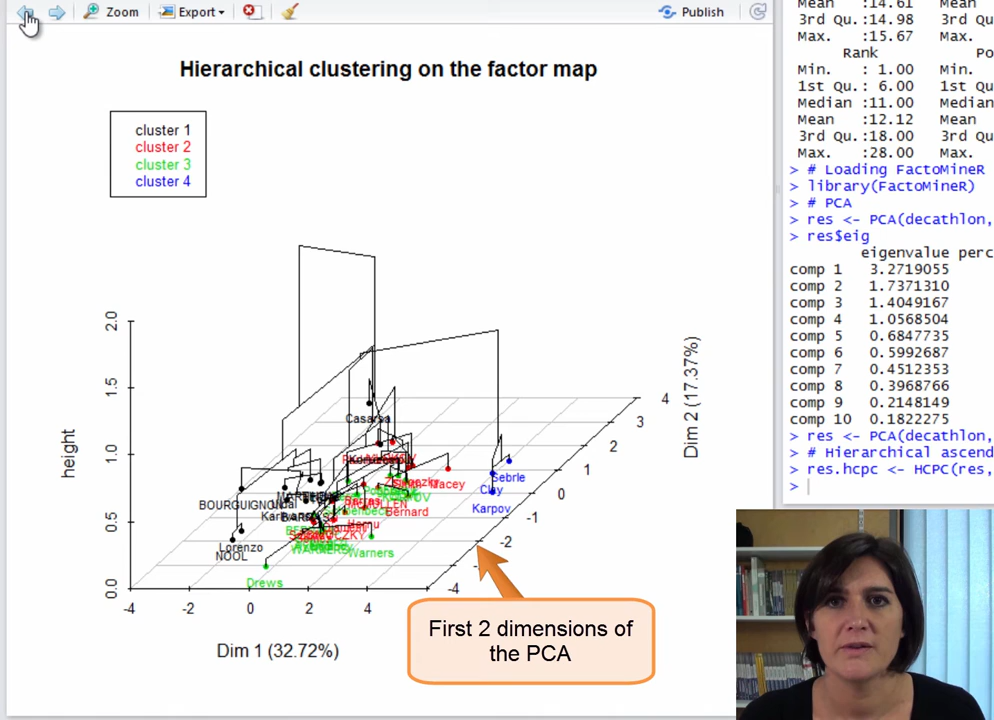 Zoom Export Publish
Hierarchical clustering on the factor map
cluster 1
cluster 2
cluster 3
cluster 4
height
0.0 0.5 1.0 1.5 2.0
Casarsa
Macey
Sebrle
Clay
Karpov
Bernard
Warners
BOURGUIGNON
Lorenzo
NOOL
Drews
-4 -2 0 2 4
-4 -2 -1 0 1 2 3 4
Dim 1 (32.72%)
Dim 2 (17.37%)
First 2 dimensions of
the PCA
Mean :14.61 Mean
3rd Qu.:14.98 3rd Q
Max. :15.67 Max.
Rank Po
Min. : 1.00 Min.
1st Qu.: 6.00 1st Q
Median :11.00 Median
Mean :12.12 Mean
3rd Qu.:18.00 3rd Q
Max. :28.00 Max.
> # Loading FactoMineR
> library(FactoMineR)
> # PCA
> res <- PCA(decathlon,
> res$eig
eigenvalue perc
comp 1 3.2719055
comp 2 1.7371310
comp 3 1.4049167
comp 4 1.0568504
comp 5 0.6847735
comp 6 0.5992687
comp 7 0.4512353
comp 8 0.3968766
comp 9 0.2148149
comp 10 0.1822275
> res <- PCA(decathlon,
> # Hierarchical ascend
> res.hcpc <- HCPC(res,
>